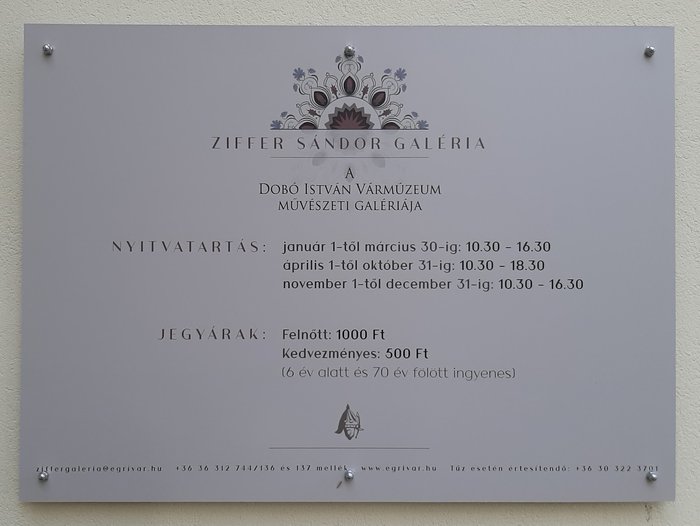 ZIFFER SÁNDOR GALÉRIA
A
DOBÓ ISTVÁN VÁRMÚZEUM
MŰVÉSZETI GALÉRIÁJA
NYITVATARTÁS: január 1-től március 30-ig: 10.30 - 16.30
április 1-től október 31-ig: 10.30 - 18.30
november 1-től december 31-ig: 10.30 - 16.30
JEGYÁRAK: Felnőtt: 1000 Ft
Kedvezményes: 500 Ft
(6 év alatt és 70 év fölött ingyenes)
ziffergaleria@egrivar.hu +36 36 312 744/136 és 137 mellék www.egrivar.hu Tűz esetén értesítendő: +36 30 322 3701